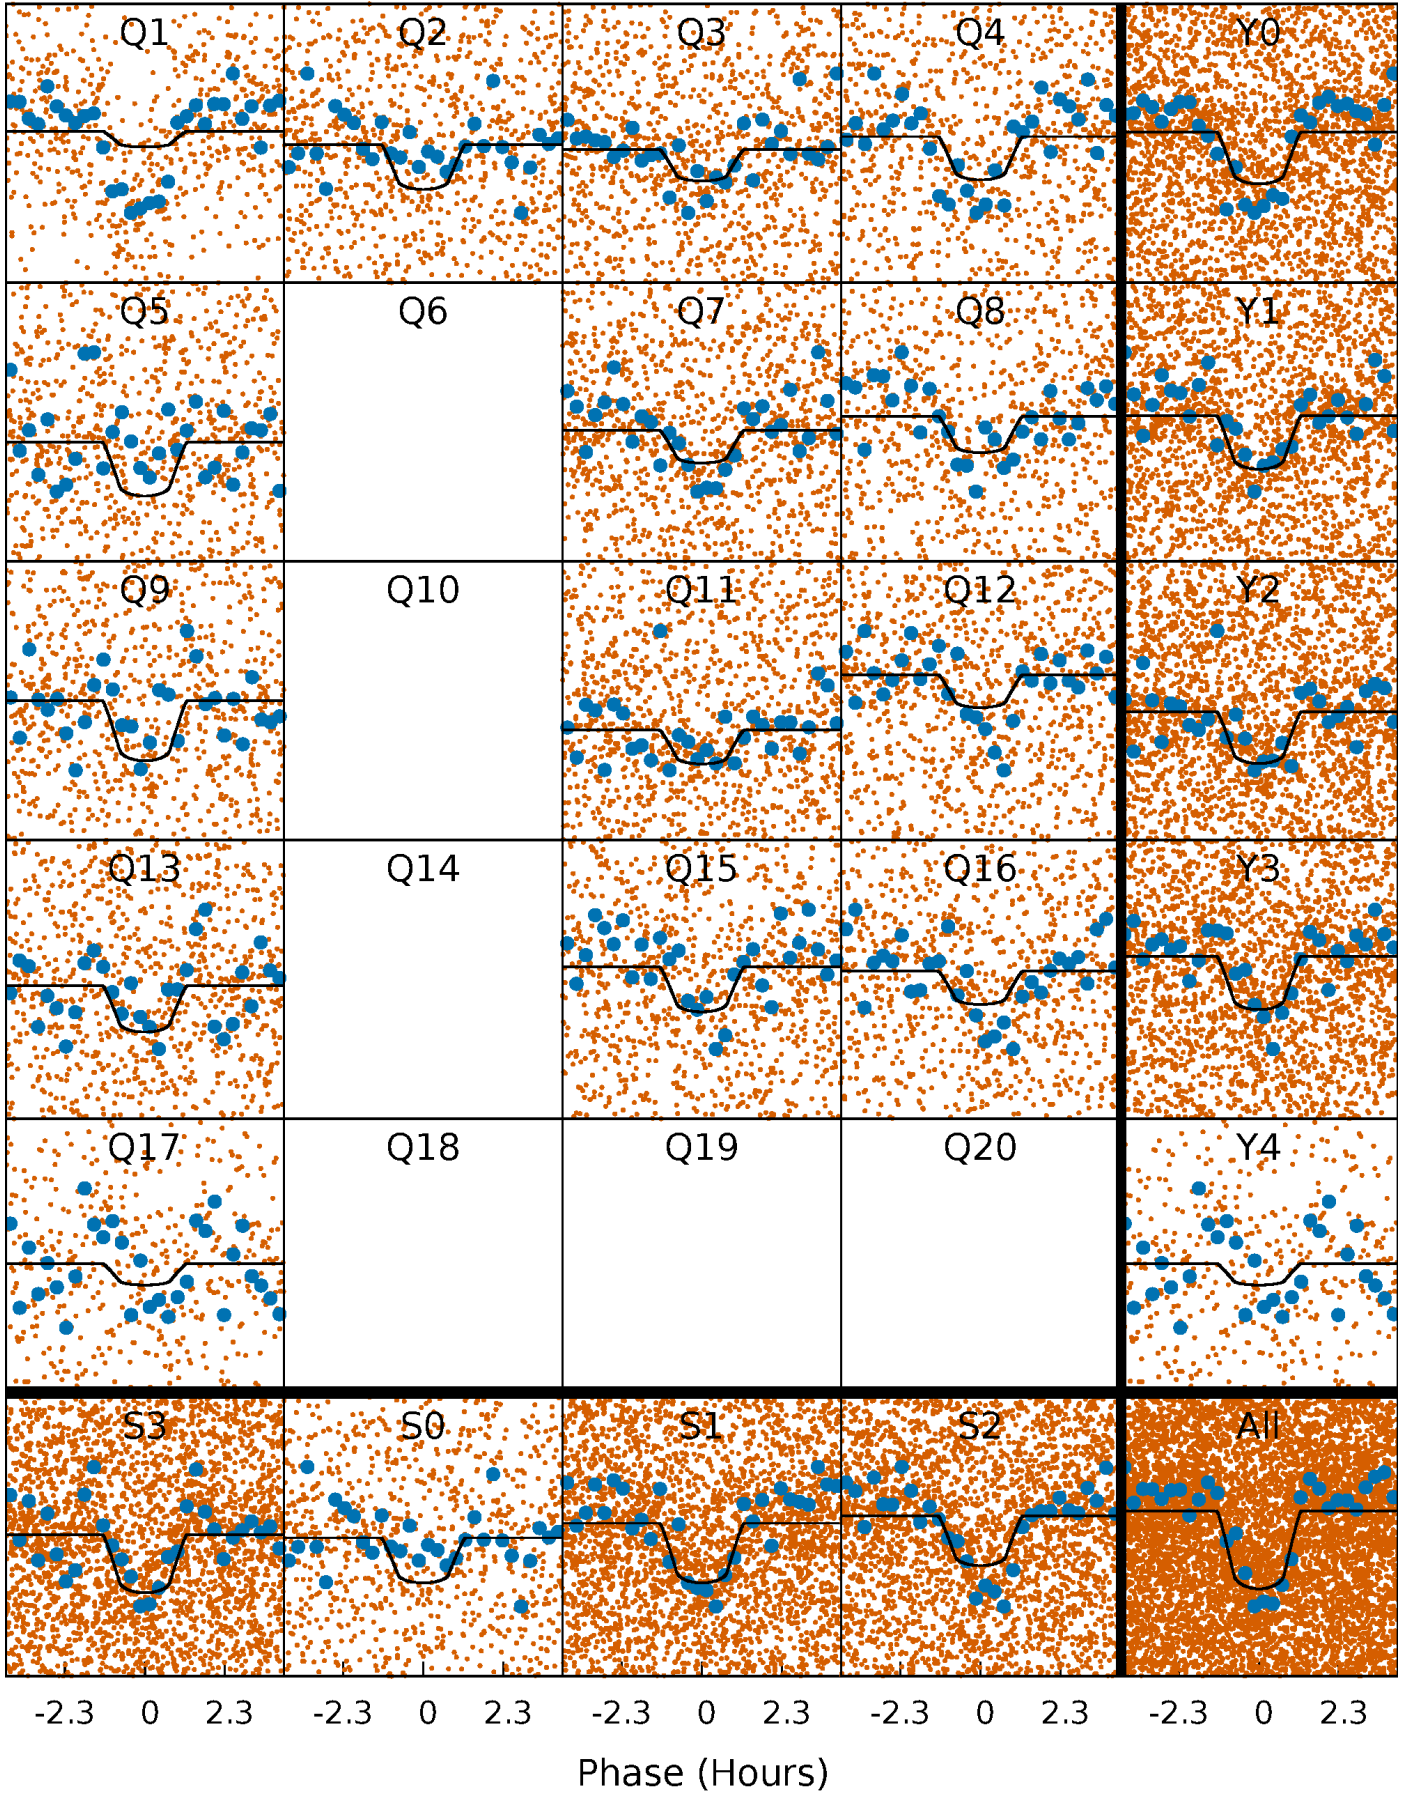 Q1 Q2 Q3 Q4 Y0
Q5 Q6 Q7 Q8 Y1
Q9 Q10 Q11 Q12 Y2
Q13 Q14 Q15 Q16 Y3
Q17 Q18 Q19 Q20 Y4
S3 S0 S1 S2 All
-2.3 0 2.3 -2.3 0 2.3 -2.3 0 2.3 -2.3 0 2.3 -2.3 0 2.3
Phase (Hours)